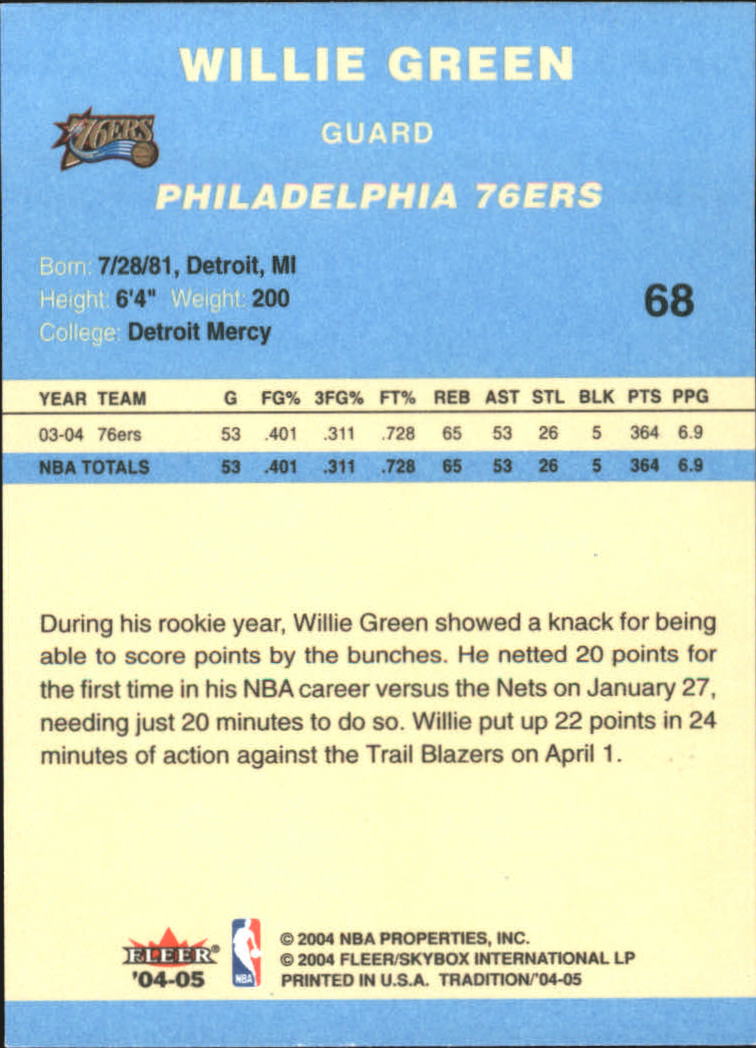 WILLIE GREEN
76ERS
GUARD
PHILADELPHIA 76ERS
Born: 7/28/81, Detroit, MI
Height: 6'4" Weight: 200
68
College: Detroit Mercy
YEAR TEAM G FG% 3FG% FT% REB AST STL BLK PTS PPG
03-04 76ers 53 .401 .311 .728 65 53 26 5 364 6.9
NBA TOTALS 53 .401 .311 .728 65 53 26 5 364 6.9
During his rookie year, Willie Green showed a knack for being
able to score points by the bunches. He netted 20 points for
the first time in his NBA career versus the Nets on January 27,
needing just 20 minutes to do so. Willie put up 22 points in 24
minutes of action against the Trail Blazers on April 1.
FLEER®
'04-05
NBA
© 2004 NBA PROPERTIES, INC.
© 2004 FLEER/SKYBOX INTERNATIONAL LP
PRINTED IN U.S.A. TRADITION/'04-05